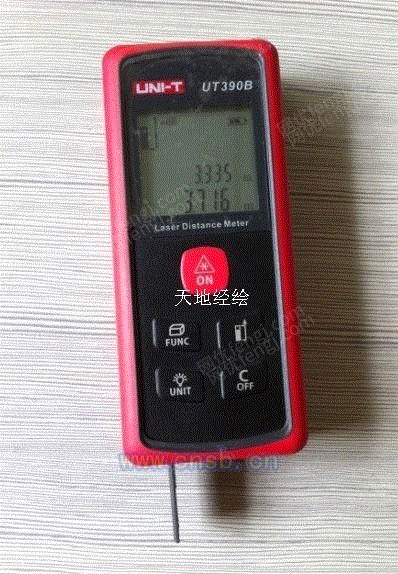 UNI-T UT390B
3.335
3.716
Laser Distance Meter
ON
天地经绘
FUNC
UNIT
C
OFF
www.cnsb.cn